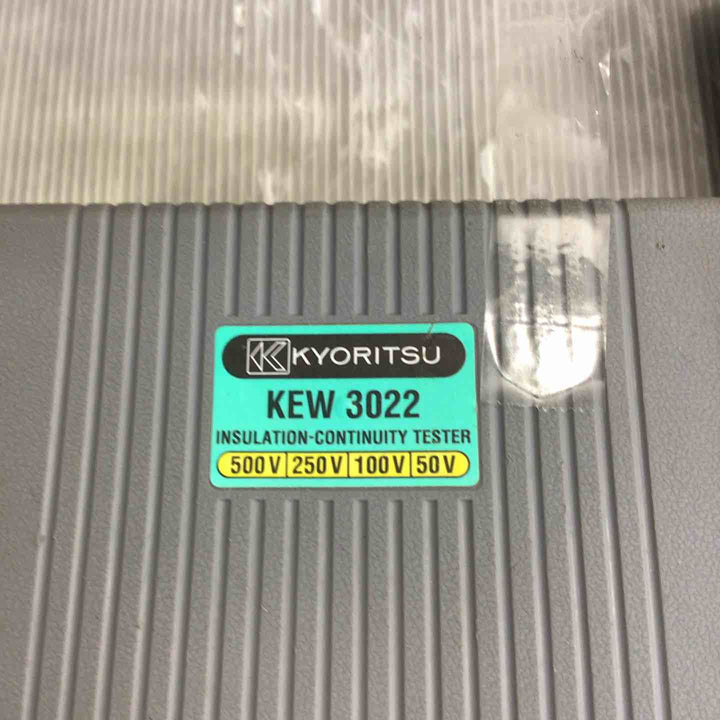 KYORITSU
KEW 3022
INSULATION-CONTINUITY TESTER
500V 250V 100V 50V